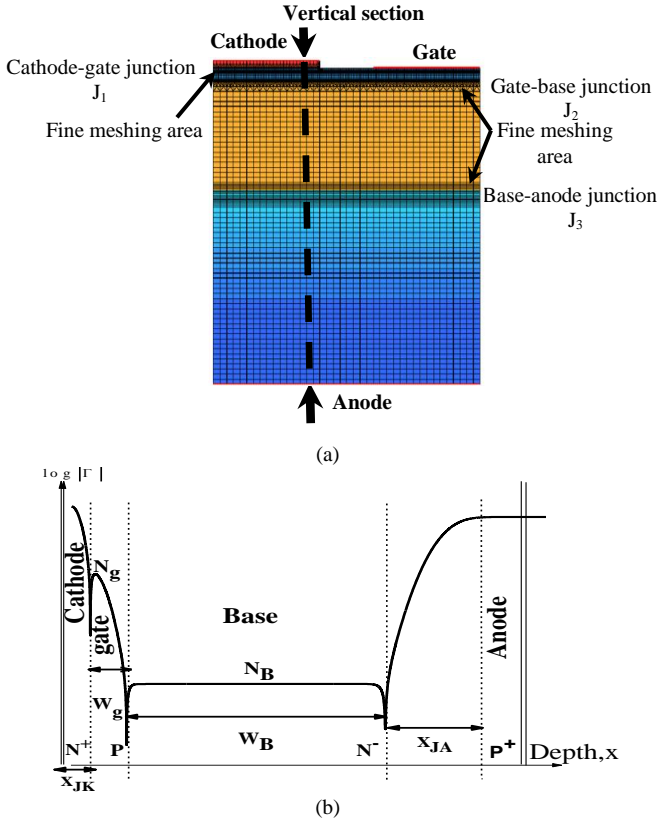 Vertical section
Cathode
Gate
Cathode-gate junction
J1
Fine meshing area
Gate-base junction
J2
Fine meshing
area
Base-anode junction
J3
Anode
(a)
log |Γ|
Cathode
Ng
gate
Base
Anode
NB
Wg
WB
XJA
N+
P
N-
P+
Depth,x
XJK
(b)